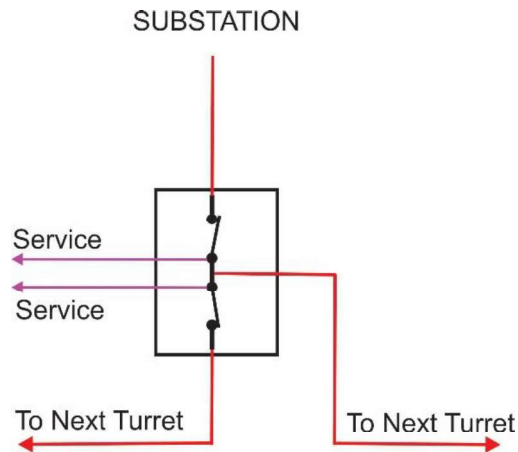 SUBSTATION
Service
Service
To Next Turret
To Next Turret